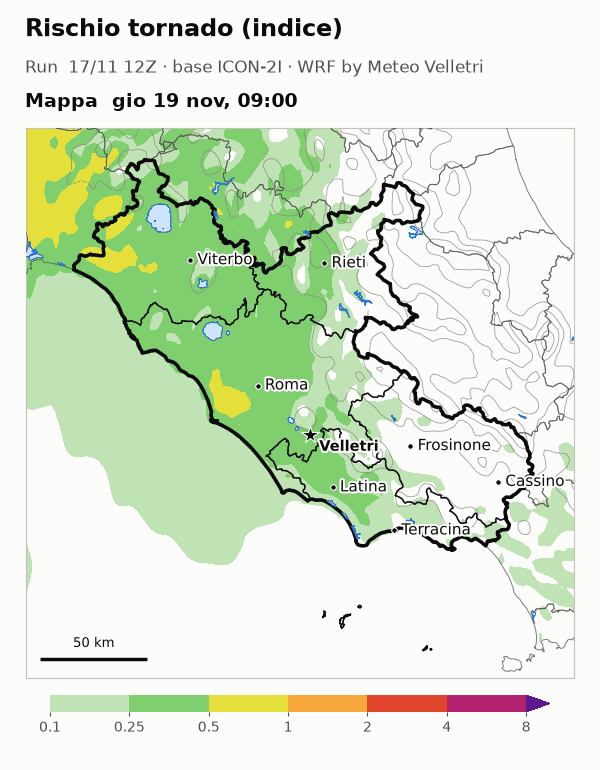 Rischio tornado (indice)
Run  17/11 12Z · base ICON-2I · WRF by Meteo Velletri
Mappa  gio 19 nov, 09:00
Viterbo
Rieti
Roma
Velletri
Frosinone
Cassino
Latina
Terracina
50 km
0.1 0.25 0.5 1 2 4 8